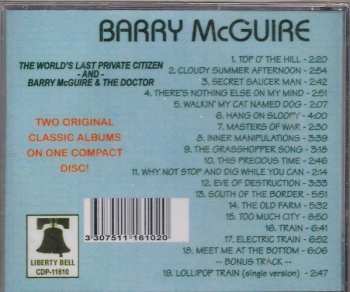 BARRY McGUIRE
THE WORLD'S LAST PRIVATE CITIZEN
-AND-
BARRY McGUIRE & THE DOCTOR
TWO ORIGINAL
CLASSIC ALBUMS
ON ONE COMPACT
DISC!
1. TOP O' THE HILL - 2:20
2. CLOUDY SUMMER AFTERNOON - 2:54
3. SECRET SAUCER MAN - 2:42
4. THERE'S NOTHING ELSE ON MY MIND - 2:51
5. WALKIN' MY CAT NAMED DOG - 2:07
6. HANG ON SLOOPY - 4:00
7. MASTERS OF WAR - 2:30
8. INNER MANIPULATIONS - 3:39
9. THE GRASSHOPPER SONG - 3:18
10. THIS PRECIOUS TIME - 2:46
11. WHY NOT STOP AND DIG WHILE YOU CAN - 2:14
12. EVE OF DESTRUCTION - 3:33
13. SOUTH OF THE BORDER - 5:51
14. THE OLD FARM - 5:32
15. TOO MUCH CITY - 5:50
16. TRAIN - 6:41
17. ELECTRIC TRAIN - 6:52
18. MEET ME AT THE BOTTOM - 6:06
-- BONUS TRACK --
19. LOLLIPOP TRAIN (single version) - 2:47
LIBERTY BELL
CDP-11610
3 307511 161020